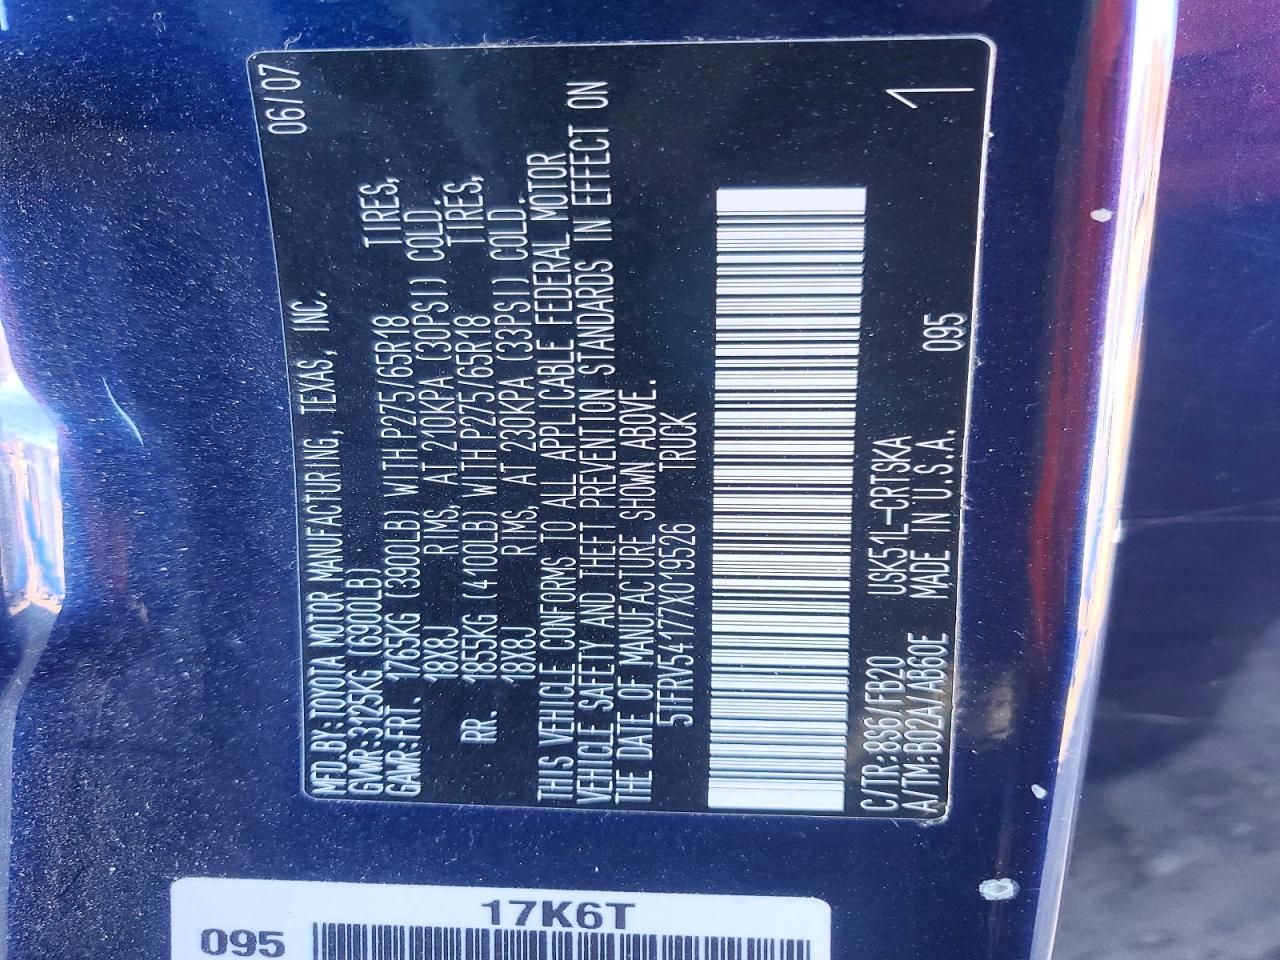 MFD.BY:TOYOTA MOTOR MANUFACTURING, TEXAS, INC. 06/07
GVWR:3125KG (6900LB)
GAWR:FRT. 1765KG (3900LB) WITH P275/65R18 TIRES,
18X8J RIMS, AT 210KPA (30PSI) COLD.
RR. 1855KG (4100LB) WITH P275/65R18 TIRES,
18X8J RIMS, AT 230KPA (33PSI) COLD.
THIS VEHICLE CONFORMS TO ALL APPLICABLE FEDERAL MOTOR
VEHICLE SAFETY AND THEFT PREVENTION STANDARDS IN EFFECT ON
THE DATE OF MANUFACTURE SHOWN ABOVE.
5TFRV54177X019526 TRUCK
C/TR:8S6/FB20 USK51L-CRTSKA
A/TM:B02A/AB60E MADE IN U.S.A. 095
1
17K6T
095